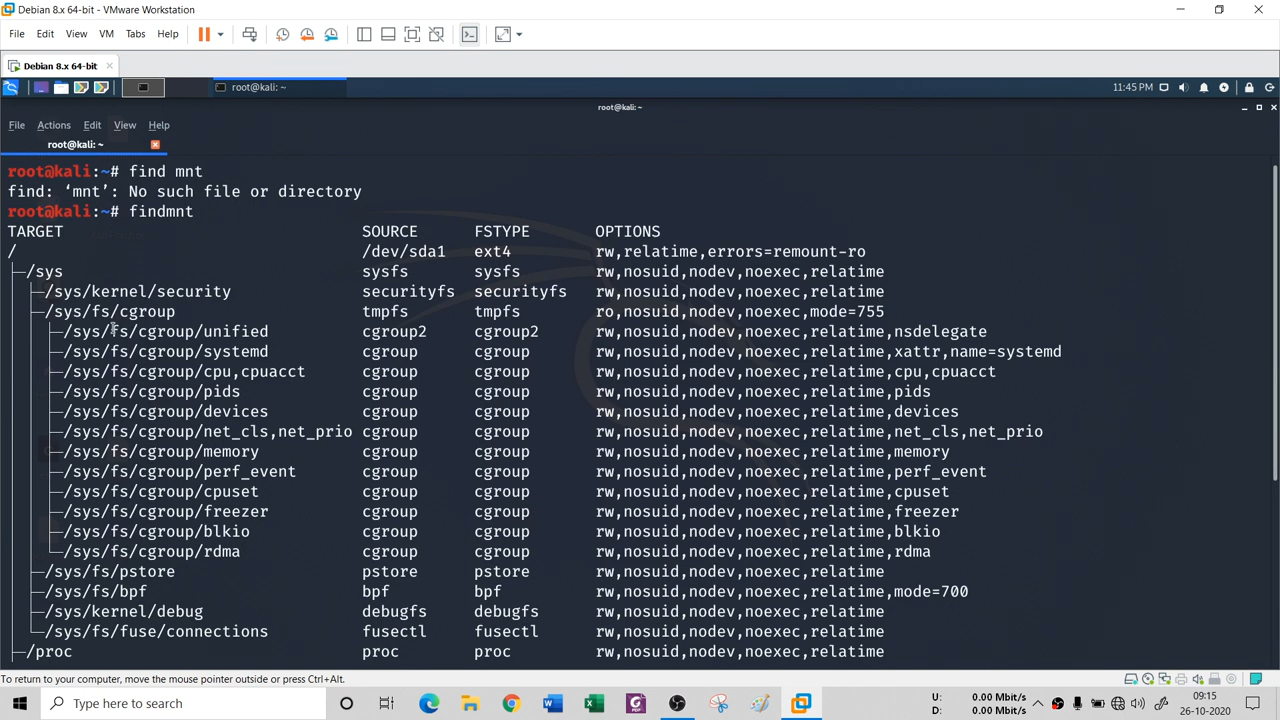 Debian 8.x 64-bit - VMware Workstation
File Edit View VM Tabs Help
Debian 8.x 64-bit
root@kali: ~ 11:45 PM
root@kali: ~
File Actions Edit View Help
root@kali: ~
root@kali:~# find mnt
find: ‘mnt’: No such file or directory
root@kali:~# findmnt
TARGET SOURCE FSTYPE OPTIONS
/ /dev/sda1 ext4 rw,relatime,errors=remount-ro
├─/sys sysfs sysfs rw,nosuid,nodev,noexec,relatime
│ ├─/sys/kernel/security securityfs securityfs rw,nosuid,nodev,noexec,relatime
│ ├─/sys/fs/cgroup tmpfs tmpfs ro,nosuid,nodev,noexec,mode=755
│ │ ├─/sys/fs/cgroup/unified cgroup2 cgroup2 rw,nosuid,nodev,noexec,relatime,nsdelegate
│ │ ├─/sys/fs/cgroup/systemd cgroup cgroup rw,nosuid,nodev,noexec,relatime,xattr,name=systemd
│ │ ├─/sys/fs/cgroup/cpu,cpuacct cgroup cgroup rw,nosuid,nodev,noexec,relatime,cpu,cpuacct
│ │ ├─/sys/fs/cgroup/pids cgroup cgroup rw,nosuid,nodev,noexec,relatime,pids
│ │ ├─/sys/fs/cgroup/devices cgroup cgroup rw,nosuid,nodev,noexec,relatime,devices
│ │ ├─/sys/fs/cgroup/net_cls,net_prio cgroup cgroup rw,nosuid,nodev,noexec,relatime,net_cls,net_prio
│ │ ├─/sys/fs/cgroup/memory cgroup cgroup rw,nosuid,nodev,noexec,relatime,memory
│ │ ├─/sys/fs/cgroup/perf_event cgroup cgroup rw,nosuid,nodev,noexec,relatime,perf_event
│ │ ├─/sys/fs/cgroup/cpuset cgroup cgroup rw,nosuid,nodev,noexec,relatime,cpuset
│ │ ├─/sys/fs/cgroup/freezer cgroup cgroup rw,nosuid,nodev,noexec,relatime,freezer
│ │ ├─/sys/fs/cgroup/blkio cgroup cgroup rw,nosuid,nodev,noexec,relatime,blkio
│ │ └─/sys/fs/cgroup/rdma cgroup cgroup rw,nosuid,nodev,noexec,relatime,rdma
│ ├─/sys/fs/pstore pstore pstore rw,nosuid,nodev,noexec,relatime
│ ├─/sys/fs/bpf bpf bpf rw,nosuid,nodev,noexec,relatime,mode=700
│ ├─/sys/kernel/debug debugfs debugfs rw,nosuid,nodev,noexec,relatime
│ └─/sys/fs/fuse/connections fusectl fusectl rw,nosuid,nodev,noexec,relatime
├─/proc proc proc rw,nosuid,nodev,noexec,relatime
To return to your computer, move the mouse pointer outside or press Ctrl+Alt.
Type here to search
U: 0.00 Mbit/s
D: 0.00 Mbit/s
09:15
26-10-2020